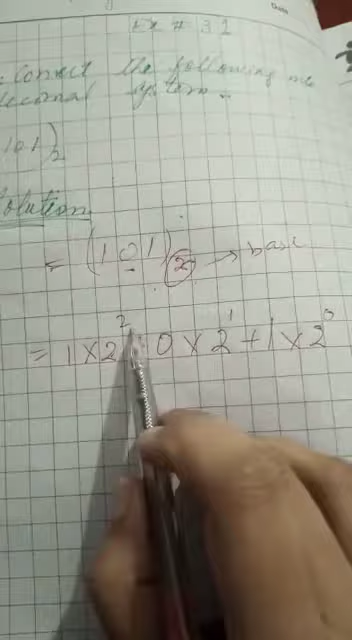 Ex # 3.1
Convert the following
decimal system.
101)₂
Solution
= (101)₂ → base
= 1 × 2² 0 × 2¹ + 1 × 2⁰